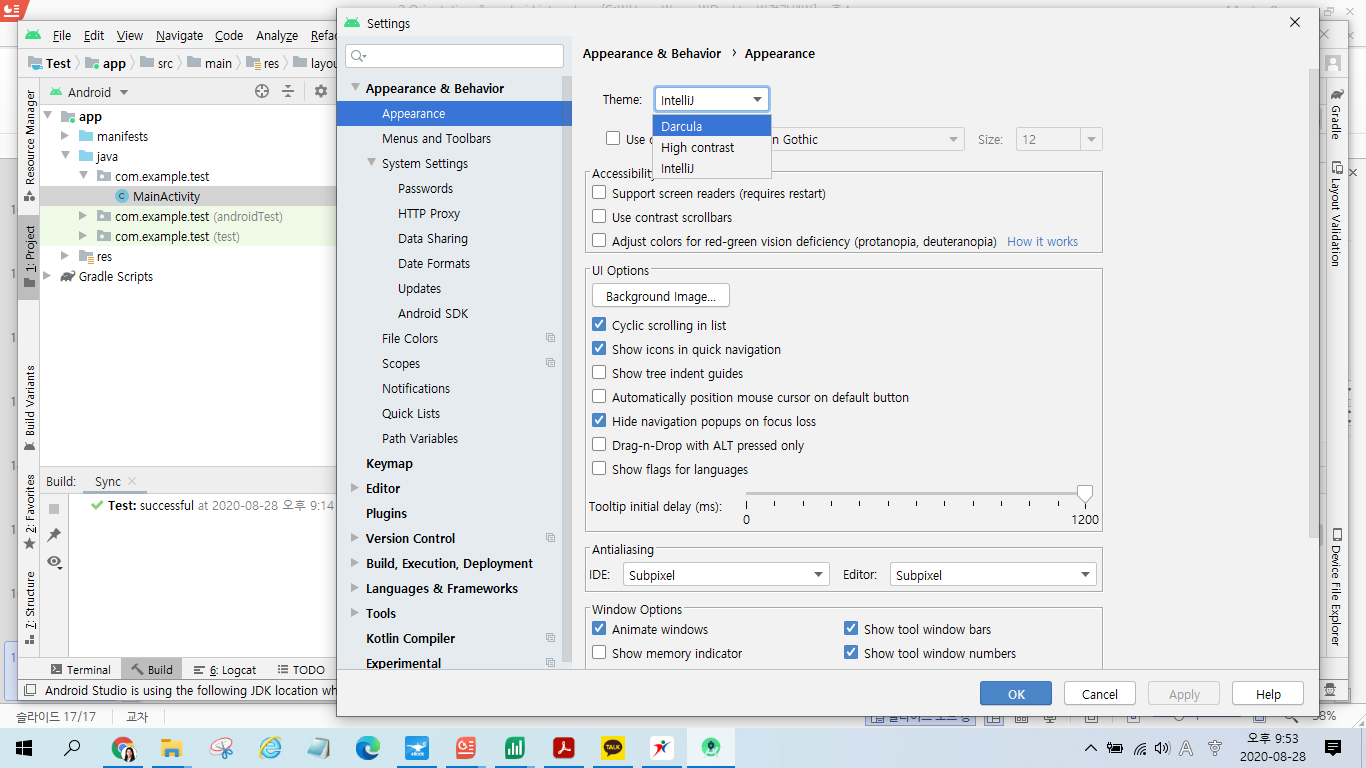 Settings
File Edit View Navigate Code Analyze Refa
Test app src main res layou
Android
app
manifests
java
com.example.test
MainActivity
com.example.test (androidTest)
com.example.test (test)
res
Gradle Scripts
Resource Manager
1: Project
Build Variants
2: Favorites
7: Structure
Build: Sync
Test: successful at 2020-08-28 오후 9:14
Terminal Build 6: Logcat TODO
Android Studio is using the following JDK location wh
Appearance & Behavior
Appearance
Menus and Toolbars
System Settings
Passwords
HTTP Proxy
Data Sharing
Date Formats
Updates
Android SDK
File Colors
Scopes
Notifications
Quick Lists
Path Variables
Keymap
Editor
Plugins
Version Control
Build, Execution, Deployment
Languages & Frameworks
Tools
Kotlin Compiler
Experimental
Appearance & Behavior › Appearance
Theme: IntelliJ
Darcula
High contrast
IntelliJ
Use Gothic Size: 12
Accessibility
Support screen readers (requires restart)
Use contrast scrollbars
Adjust colors for red-green vision deficiency (protanopia, deuteranopia) How it works
UI Options
Background Image...
Cyclic scrolling in list
Show icons in quick navigation
Show tree indent guides
Automatically position mouse cursor on default button
Hide navigation popups on focus loss
Drag-n-Drop with ALT pressed only
Show flags for languages
Tooltip initial delay (ms):
0 1200
Antialiasing
IDE: Subpixel Editor: Subpixel
Window Options
Animate windows Show tool window bars
Show memory indicator Show tool window numbers
OK Cancel Apply Help
Gradle
Layout Validation
Device File Explorer
슬라이드 17/17 교자
8%
TALK
A
오후 9:53
2020-08-28